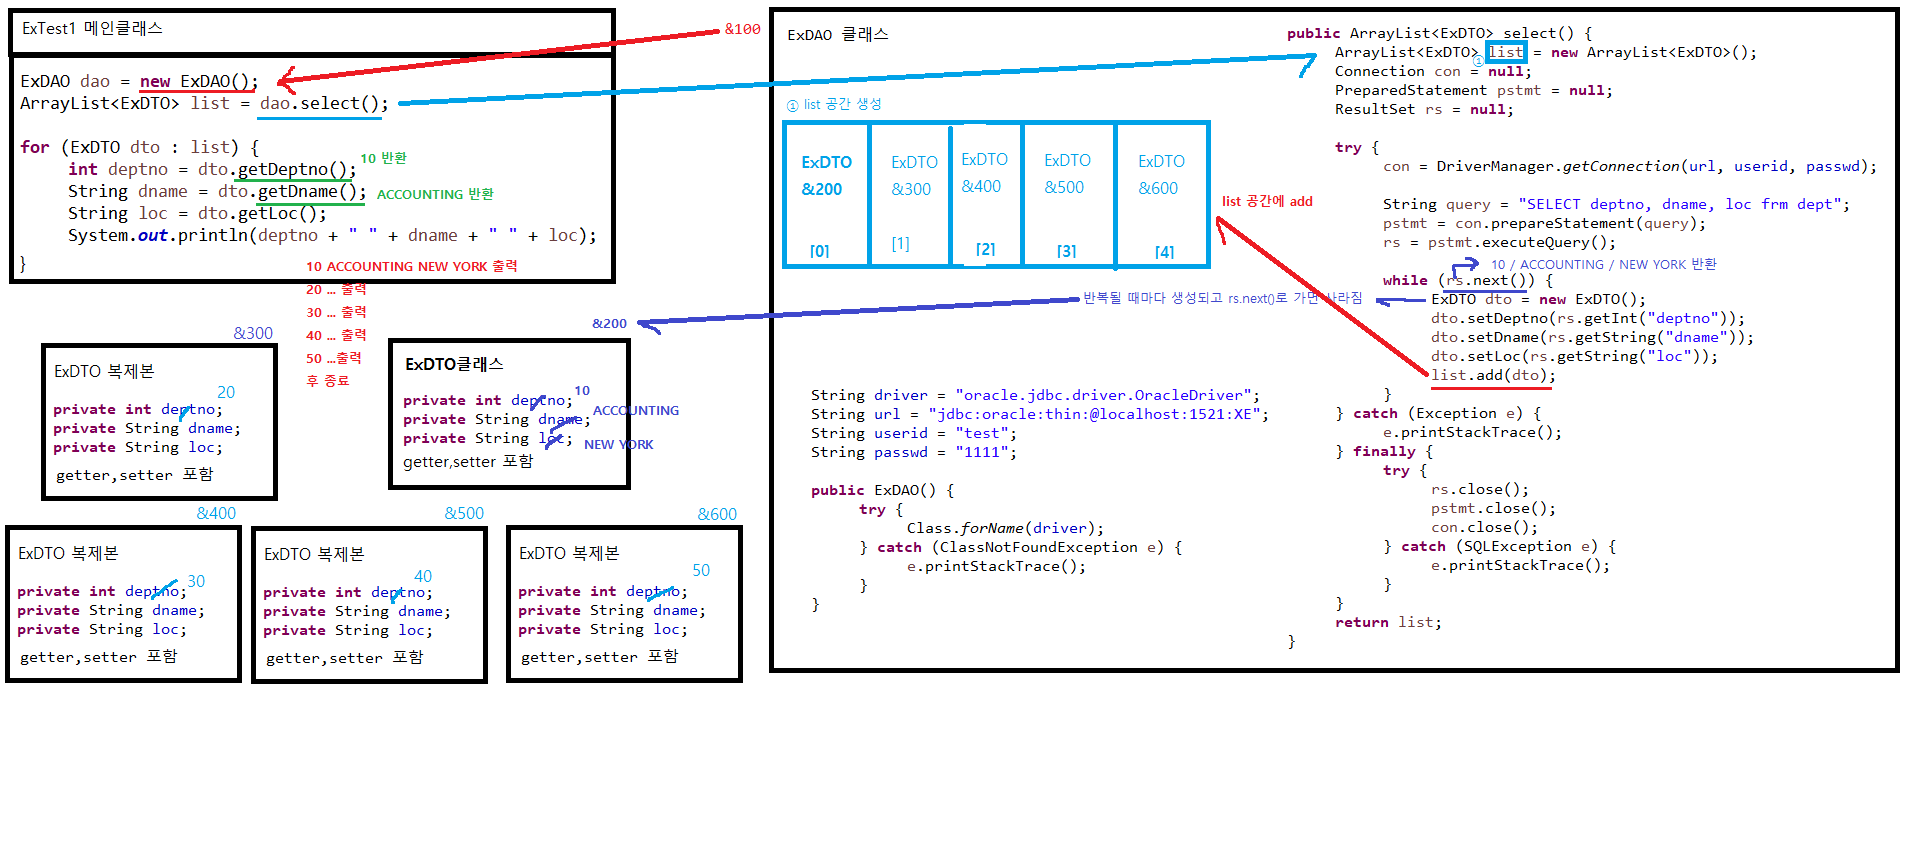 ExTest1 메인클래스
ExDAO dao = new ExDAO();
ArrayList<ExDTO> list = dao.select();
for (ExDTO dto : list) {
int deptno = dto.getDeptno();
10 반환
String dname = dto.getDname();
ACCOUNTING 반환
String loc = dto.getLoc();
System.out.println(deptno + " " + dname + " " + loc);
}
10 ACCOUNTING NEW YORK 출력
20 ... 출력
30 ... 출력
40 ... 출력
50 ...출력
후 종료
&100
&300
ExDTO 복제본
20
private int deptno;
private String dname;
private String loc;
getter,setter 포함
&200
ExDTO클래스
10
private int deptno;
ACCOUNTING
private String dname;
private String loc;
NEW YORK
getter,setter 포함
&400
ExDTO 복제본
30
private int deptno;
private String dname;
private String loc;
getter,setter 포함
&500
ExDTO 복제본
40
private int deptno;
private String dname;
private String loc;
getter,setter 포함
&600
ExDTO 복제본
50
private int deptno;
private String dname;
private String loc;
getter,setter 포함
ExDAO 클래스
① list 공간 생성
ExDTO
&200
[0]
ExDTO
&300
[1]
ExDTO
&400
[2]
ExDTO
&500
[3]
ExDTO
&600
[4]
list 공간에 add
반복될 때마다 생성되고 rs.next()로 가면 사라짐
String driver = "oracle.jdbc.driver.OracleDriver";
String url = "jdbc:oracle:thin:@localhost:1521:XE";
String userid = "test";
String passwd = "1111";
public ExDAO() {
try {
Class.forName(driver);
} catch (ClassNotFoundException e) {
e.printStackTrace();
}
}
public ArrayList<ExDTO> select() {
ArrayList<ExDTO> list = new ArrayList<ExDTO>();
①
Connection con = null;
PreparedStatement pstmt = null;
ResultSet rs = null;
try {
con = DriverManager.getConnection(url, userid, passwd);
String query = "SELECT deptno, dname, loc frm dept";
pstmt = con.prepareStatement(query);
rs = pstmt.executeQuery();
10 / ACCOUNTING / NEW YORK 반환
while (rs.next()) {
ExDTO dto = new ExDTO();
dto.setDeptno(rs.getInt("deptno"));
dto.setDname(rs.getString("dname"));
dto.setLoc(rs.getString("loc"));
list.add(dto);
}
} catch (Exception e) {
e.printStackTrace();
} finally {
try {
rs.close();
pstmt.close();
con.close();
} catch (SQLException e) {
e.printStackTrace();
}
}
return list;
}